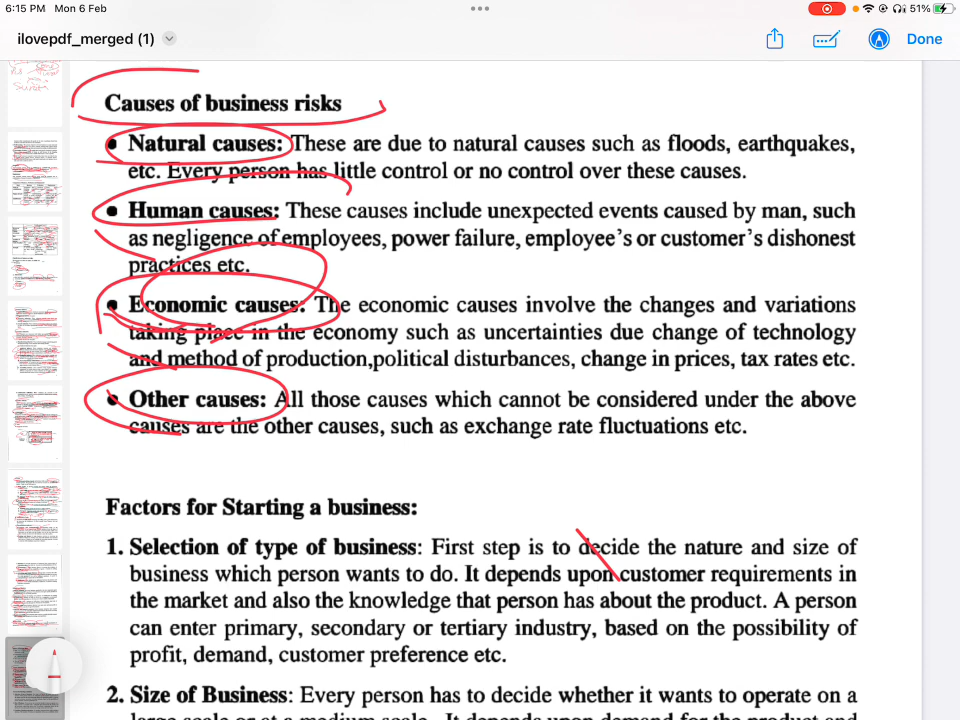 6:15 PM Mon 6 Feb
51%
ilovepdf_merged (1)
Done
Causes of business risks
• Natural causes: These are due to natural causes such as floods, earthquakes,
etc. Every person has little control or no control over these causes.
• Human causes: These causes include unexpected events caused by man, such
as negligence of employees, power failure, employee's or customer's dishonest
practices etc.
• Economic causes: The economic causes involve the changes and variations
taking place in the economy such as uncertainties due change of technology
and method of production,political disturbances, change in prices, tax rates etc.
• Other causes: All those causes which cannot be considered under the above
causes are the other causes, such as exchange rate fluctuations etc.
Factors for Starting a business:
1. Selection of type of business: First step is to decide the nature and size of
business which person wants to do. It depends upon customer requirements in
the market and also the knowledgethat person has about the product. A person
can enter primary, secondary or tertiary industry, based on the possibility of
profit, demand, customer preference etc.
2. Size of Business: Every person has to decide whether it wants to operate on a